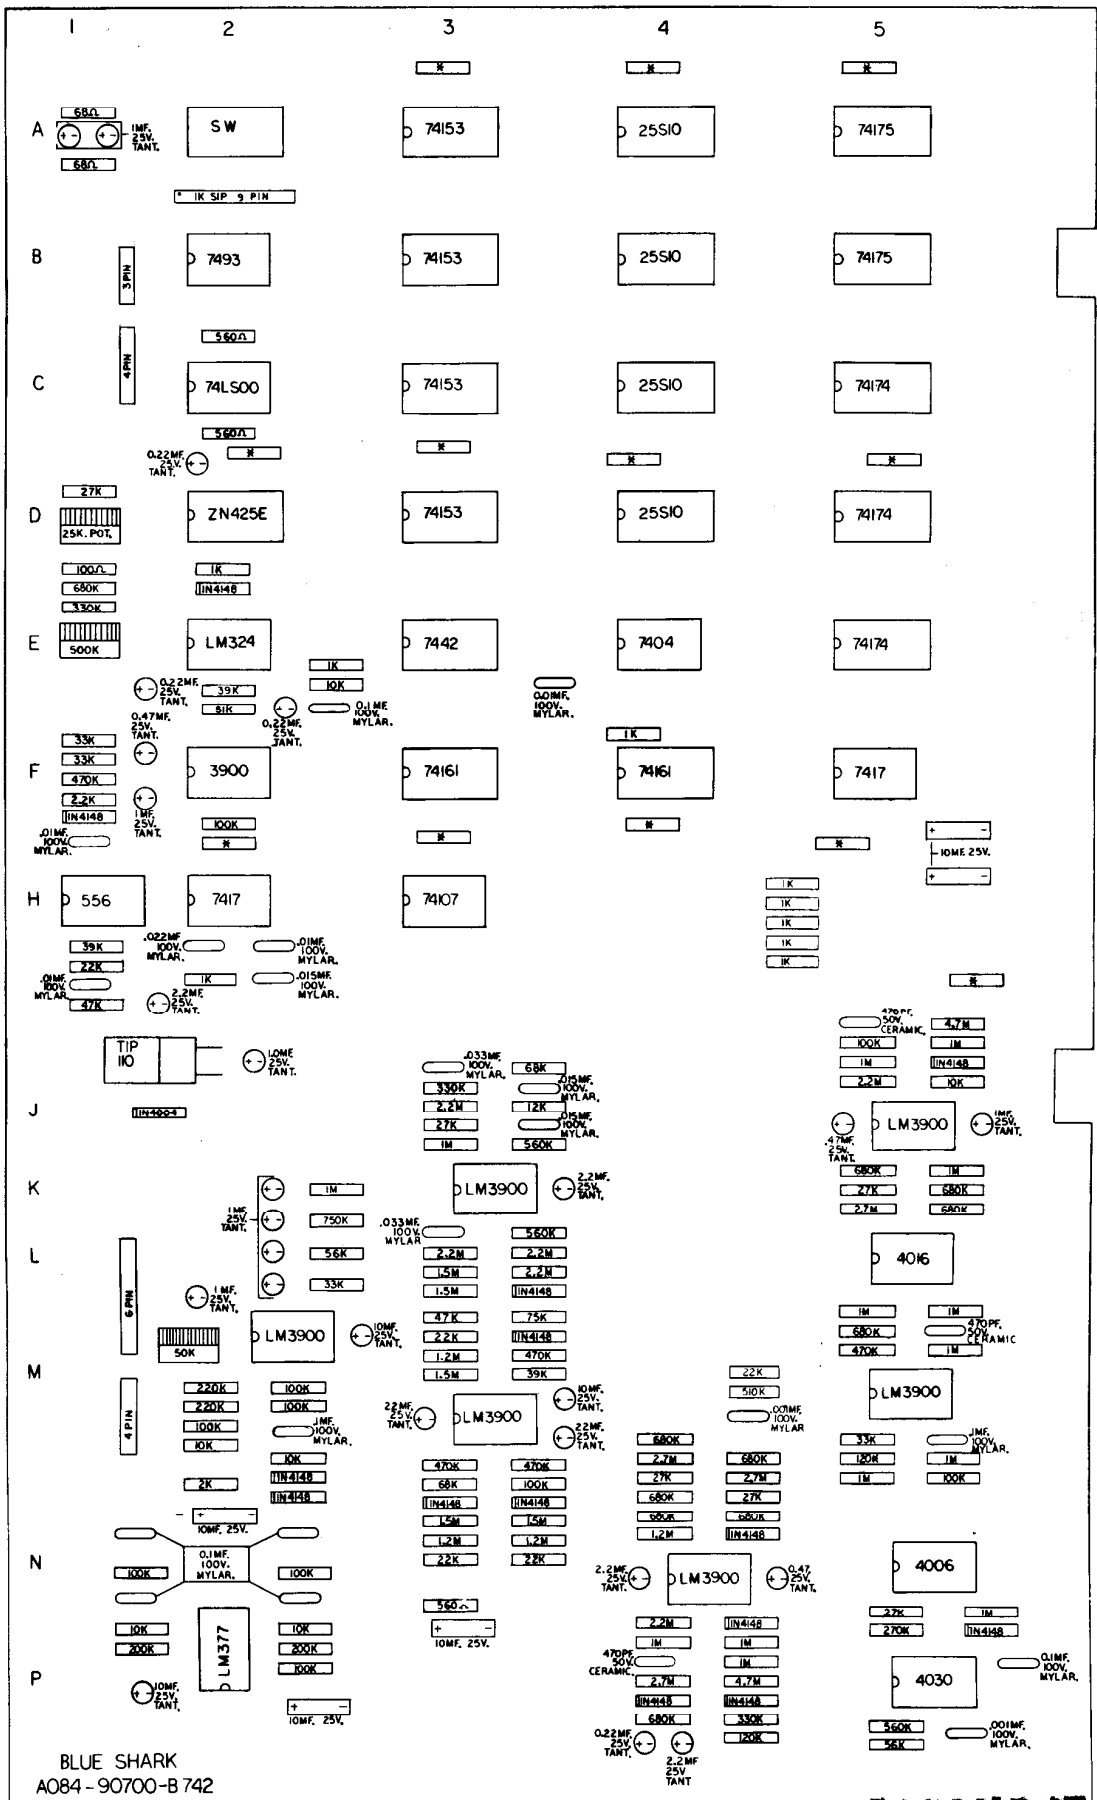 1 2 3 4 5
* * *
A
68Ω
1MF.
25V.
TANT.
68Ω
SW
74153
25S10
74175
1K SIP 9 PIN
B
3 PIN
7493
74153
25S10
74175
C
4 PIN
560Ω
74LS00
560Ω
74153
25S10
74174
0.22MF.
25V.
TANT.
* * * *
D
27K
25K. POT.
ZN425E
74153
25S10
74174
100Ω
680K
330K
1K
1N4148
E
500K
LM324
7442
7404
74174
1K
10K
0.22MF.
25V.
TANT.
39K
51K
0.22MF.
25V.
TANT.
0.1MF.
100V.
MYLAR.
0.01MF.
100V.
MYLAR.
0.47MF.
25V.
TANT.
1K
F
33K
33K
470K
2.2K
1N4148
1MF.
25V.
TANT.
.01MF.
100V.
MYLAR.
3900
100K
*
74161
*
74161
*
7417
*
+ -
10MF. 25V.
+ -
H
556
7417
74107
1K
1K
1K
1K
1K
39K
22K
.01MF.
100V.
MYLAR.
47K
.022MF
100V.
MYLAR.
.01MF.
100V.
MYLAR.
1K
.015MF.
100V.
MYLAR.
2.2MF.
25V.
TANT.
*
TIP
110
1.0MF.
25V.
TANT.
.033MF.
100V.
MYLAR.
68K
330K
.015MF.
100V.
MYLAR.
2.2M
12K
27K
.015MF.
100V.
MYLAR.
1M
560K
470PF.
50V.
CERAMIC.
4.7M
100K
1M
1M
1N4148
2.2M
10K
J
1N4004
.47MF.
25V.
TANT.
LM3900
1MF.
25V.
TANT.
K
1MF.
25V.
TANT.
1M
750K
56K
33K
LM3900
2.2MF.
25V.
TANT.
680K
1M
27K
680K
2.7M
680K
.033MF.
100V.
MYLAR
560K
L
2.2M
2.2M
1.5M
2.2M
1.5M
1N4148
4016
6 PIN
1MF.
25V.
TANT.
50K
LM3900
10MF.
25V.
TANT.
47K
75K
2.2K
1N4148
1.2M
470K
1.5M
39K
1M
1M
680K
470PF.
50V.
CERAMIC
470K
1M
M
4 PIN
220K
100K
220K
100K
100K
.1MF.
100V.
MYLAR.
10K
10K
1N4148
2K
1N4148
22MF.
25V.
TANT.
LM3900
10MF.
25V.
TANT.
22MF.
25V.
TANT.
22K
510K
.001MF.
100V.
MYLAR
LM3900
470K
470K
68K
100K
1N4148
1N4148
1.5M
1.5M
1.2M
1.2M
22K
22K
680K
2.7M
680K
27K
2.7M
680K
27K
680K
680K
1.2M
1N4148
33K
.1MF.
100V.
MYLAR.
120K
1M
1M
100K
- + -
10MF. 25V.
N
0.1MF.
100V.
MYLAR.
100K
100K
560Ω
+ -
10MF. 25V.
2.2MF.
25V.
TANT.
LM3900
0.47
25V.
TANT.
4006
10K
200K
LM377
10K
200K
100K
2.2M
1N4148
1M
1M
470PF.
50V.
CERAMIC.
1M
2.7M
4.7M
1N4148
1N4148
680K
330K
120K
27K
1M
270K
1N4148
P
10MF.
25V.
TANT.
+ -
10MF. 25V.
0.22MF.
25V.
TANT.
2.2MF
25V
TANT
4030
0.1MF.
100V.
MYLAR.
560K
56K
.001MF.
100V.
MYLAR.
BLUE SHARK
A084-90700-B742